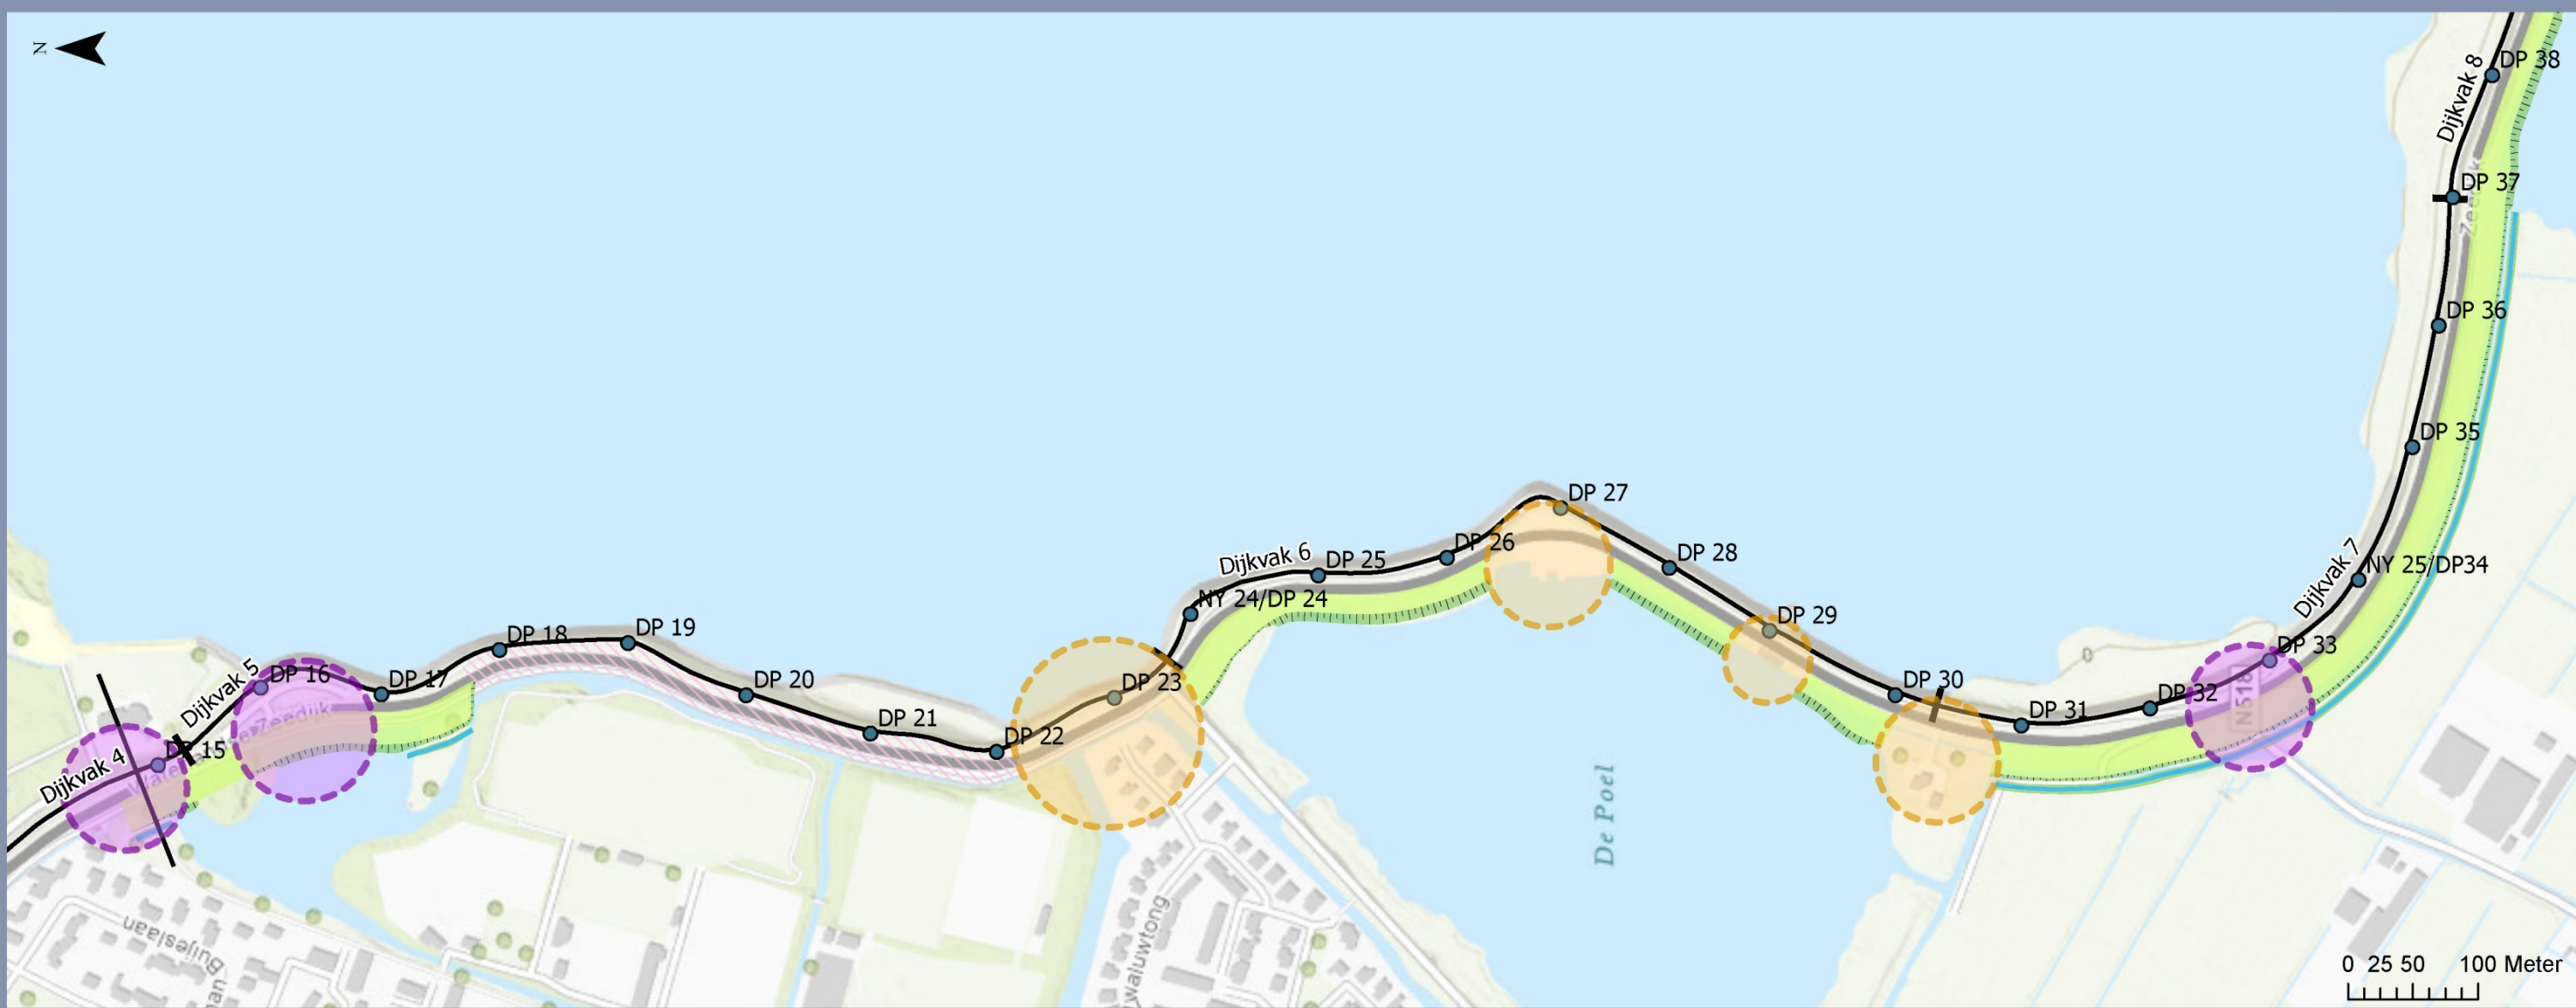 N
DP 38
Dijkvak 8
DP 37
Zeedijk
DP 36
DP 35
NY 25/DP34
Dijkvak 7
DP 33
N518
DP 32
DP 31
DP 30
DP 29
DP 28
DP 27
DP 26
DP 25
Dijkvak 6
NY 24/DP 24
DP 23
DP 22
DP 21
DP 20
DP 19
DP 18
DP 17
DP 16
Dijkvak 5
DP 15
Dijkvak 4
De Poel
Buijeslaan
0 25 50 100 Meter